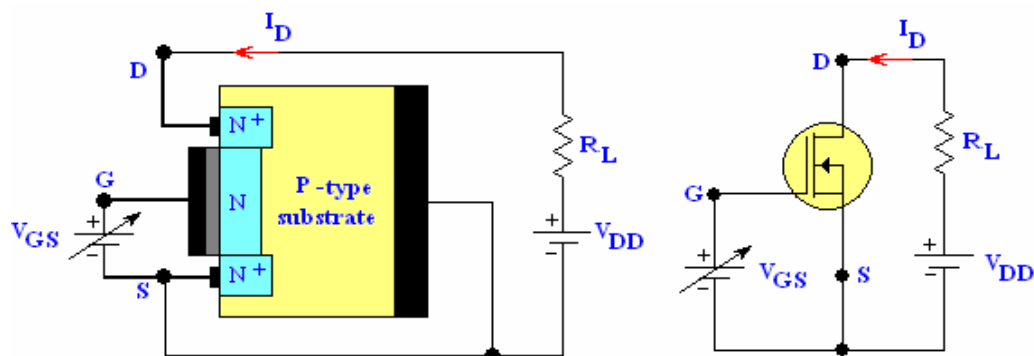 I_D
D
N+
R_L
G
N
P -type
substrate
+
V_GS
-
+
V_DD
-
N+
S
I_D
D
R_L
G
+
V_GS
-
S
+
V_DD
-